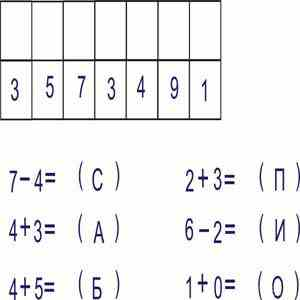 3 5 7 3 4 9 1
7-4= (С) 2+3= (П)
4+3= (А) 6-2= (И)
4+5= (Б) 1+0= (О)